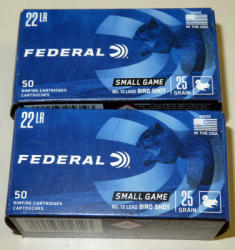 22LR
MADE
IN THE USA
FEDERAL
50
RIMFIRE CARTRIDGES
CARTOUCHES
SMALL GAME
NO. 12 LEAD BIRD SHOT
25
GRAIN
22LR
MADE
IN THE USA
FEDERAL
50
RIMFIRE CARTRIDGES
CARTOUCHES
SMALL GAME
NO. 12 LEAD BIRD SHOT
25
GRAIN